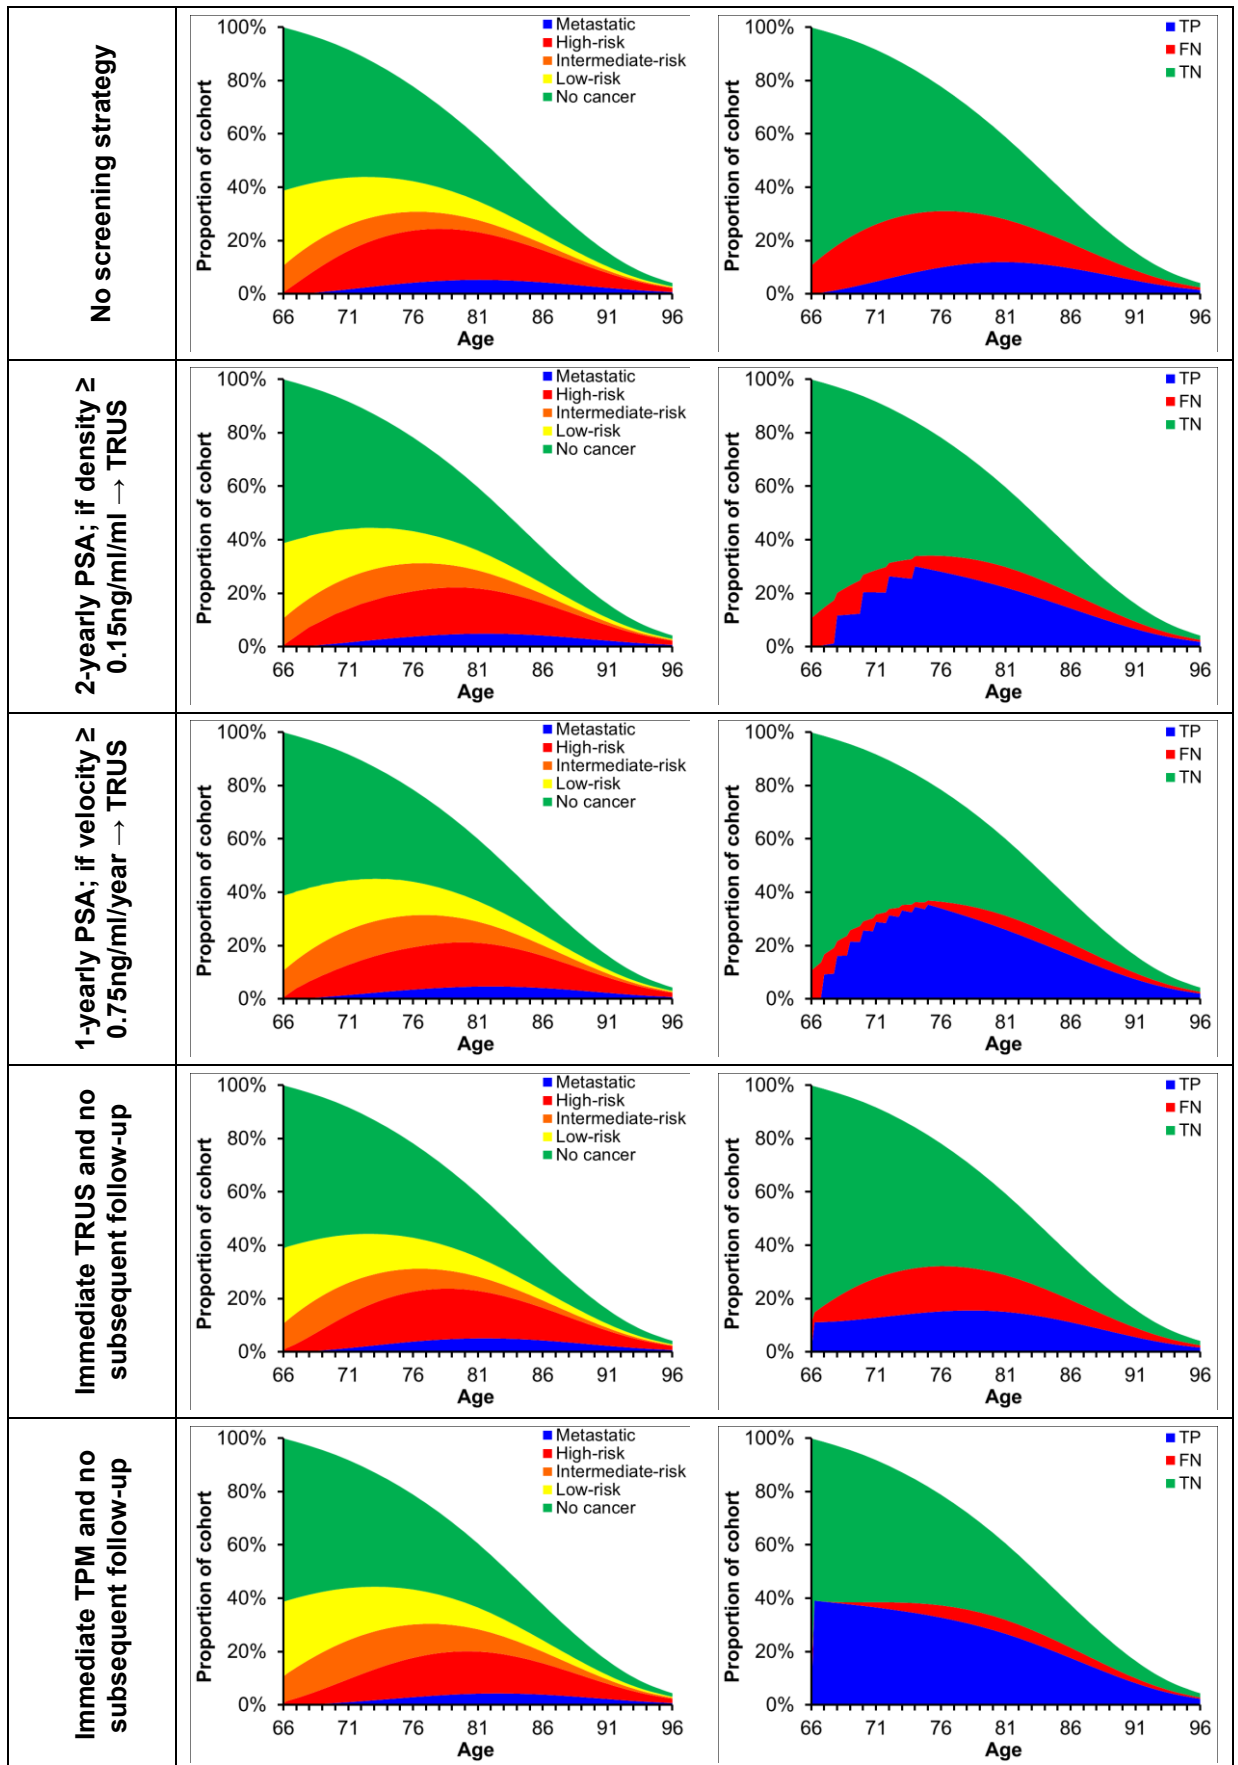 No screening strategy
100%
80%
60%
40%
20%
0%
Proportion of cohort
66 71 76 81 86 91 96
Age
Metastatic
High-risk
Intermediate-risk
Low-risk
No cancer
100%
80%
60%
40%
20%
0%
Proportion of cohort
66 71 76 81 86 91 96
Age
TP
FN
TN
2-yearly PSA; if density ≥
0.15ng/ml/ml → TRUS
100%
80%
60%
40%
20%
0%
Proportion of cohort
66 71 76 81 86 91 96
Age
Metastatic
High-risk
Intermediate-risk
Low-risk
No cancer
100%
80%
60%
40%
20%
0%
Proportion of cohort
66 71 76 81 86 91 96
Age
TP
FN
TN
1-yearly PSA; if velocity ≥
0.75ng/ml/year → TRUS
100%
80%
60%
40%
20%
0%
Proportion of cohort
66 71 76 81 86 91 96
Age
Metastatic
High-risk
Intermediate-risk
Low-risk
No cancer
100%
80%
60%
40%
20%
0%
Proportion of cohort
66 71 76 81 86 91 96
Age
TP
FN
TN
Immediate TRUS and no
subsequent follow-up
100%
80%
60%
40%
20%
0%
Proportion of cohort
66 71 76 81 86 91 96
Age
Metastatic
High-risk
Intermediate-risk
Low-risk
No cancer
100%
80%
60%
40%
20%
0%
Proportion of cohort
66 71 76 81 86 91 96
Age
TP
FN
TN
Immediate TPM and no
subsequent follow-up
100%
80%
60%
40%
20%
0%
Proportion of cohort
66 71 76 81 86 91 96
Age
Metastatic
High-risk
Intermediate-risk
Low-risk
No cancer
100%
80%
60%
40%
20%
0%
Proportion of cohort
66 71 76 81 86 91 96
Age
TP
FN
TN